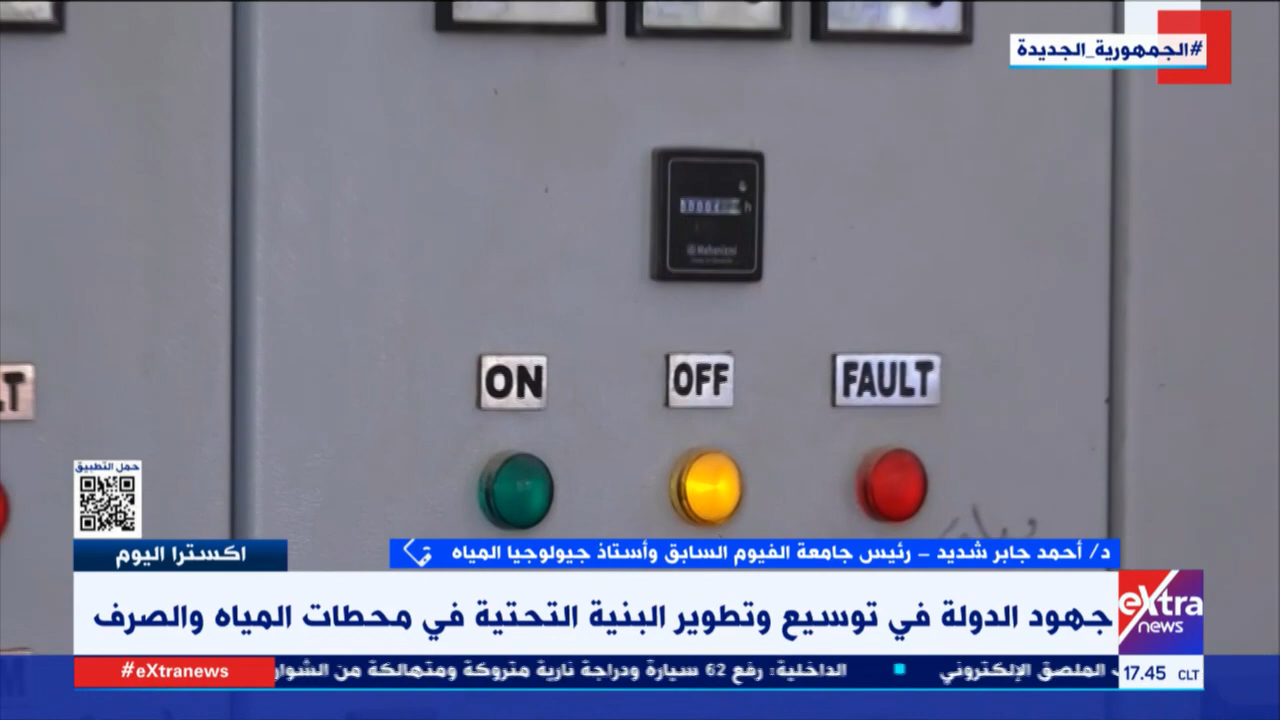 #الجمهورية_الجديدة
h
ON
OFF
FAULT
حمل التطبيق
د/ أحمد جابر شديد – رئيس جامعة الفيوم السابق وأستاذ جيولوجيا المياه
اكسترا اليوم
جهود الدولة في توسيع وتطوير البنية التحتية في محطات المياه والصرف
eXtra news
الملصق الإلكتروني
الداخلية: رفع 62 سيارة ودراجة نارية متروكة ومتهالكة من
#eXtranews
17.45 CLT